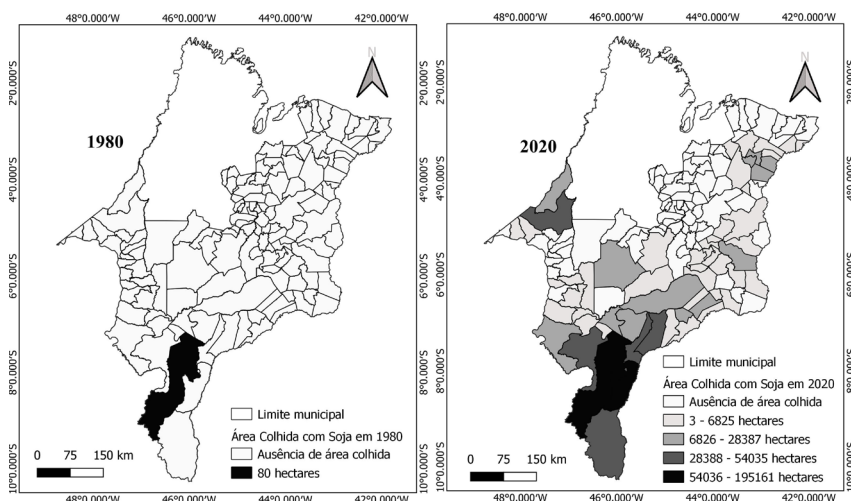 48°0.000'W 46°0.000'W 44°0.000'W 42°0.000'W
2°0.000'S
4°0.000'S
6°0.000'S
8°0.000'S
10°0.000'S
N
1980
Limite municipal
Área Colhida com Soja em 1980
Ausência de área colhida
80 hectares
0 75 150 km
48°0.000'W 46°0.000'W 44°0.000'W 42°0.000'W
48°0.000'W 46°0.000'W 44°0.000'W 42°0.000'W
2°0.000'S
4°0.000'S
6°0.000'S
8°0.000'S
10°0.000'S
N
2020
Limite municipal
Área Colhida com Soja em 2020
Ausência de área colhida
3 - 6825 hectares
6826 - 28387 hectares
28388 - 54035 hectares
54036 - 195161 hectares
0 75 150 km
48°0.000'W 46°0.000'W 44°0.000'W 42°0.000'W